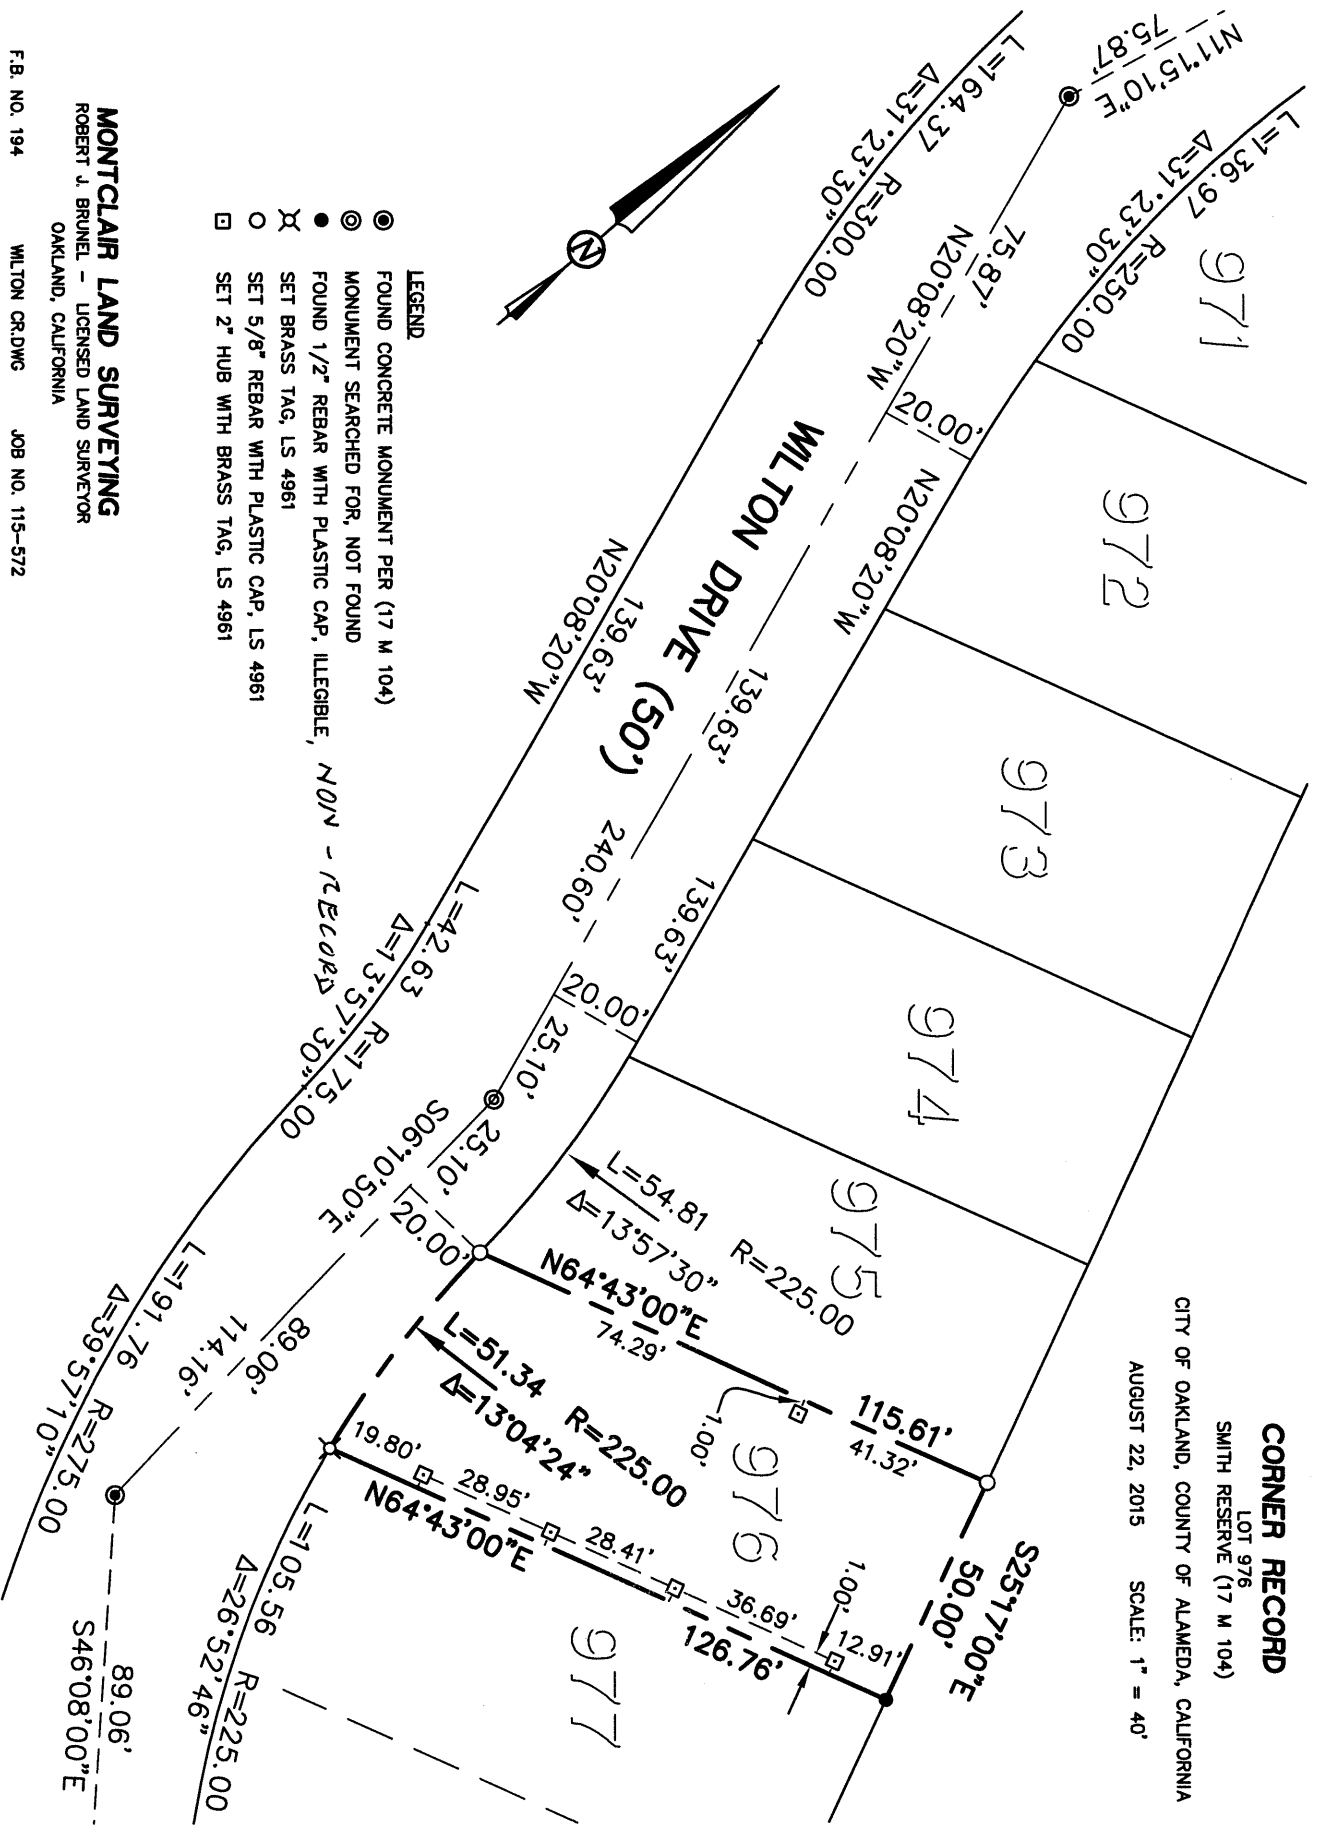 CORNER RECORD
LOT 976
SMITH RESERVE (17 M 104)
CITY OF OAKLAND, COUNTY OF ALAMEDA, CALIFORNIA
AUGUST 22, 2015 SCALE: 1" = 40'
N11°15'10"E
75.87'
L=136.97 R=250.00
Δ=31°23'30"
L=164.37 R=300.00
Δ=31°23'30"
75.87'
N20°08'20"W
20.00'
N20°08'20"W
139.63'
971
972
973
974
975
976
977
WILTON DRIVE (50')
139.63'
240.60'
139.63'
N20°08'20"W
20.00'
25.10'
25.10'
S06°10'50"E
20.00'
L=42.63 R=175.00
Δ=13°57'30"
L=54.81 R=225.00
Δ=13°57'30"
N64°43'00"E
74.29'
115.61'
41.32'
1.00'
L=51.34 R=225.00
Δ=13°04'24"
S25°17'00"E
50.00'
19.80'
28.95'
28.41'
36.69'
12.91'
1.00'
N64°43'00"E
126.76'
89.06'
114.16'
L=191.76 R=275.00
Δ=39°57'10"
L=105.56 R=225.00
Δ=26°52'46"
89.06'
S46°08'00"E
N
LEGEND
FOUND CONCRETE MONUMENT PER (17 M 104)
MONUMENT SEARCHED FOR, NOT FOUND
FOUND 1/2" REBAR WITH PLASTIC CAP, ILLEGIBLE, NON-RECORD
SET BRASS TAG, LS 4961
SET 5/8" REBAR WITH PLASTIC CAP, LS 4961
SET 2" HUB WITH BRASS TAG, LS 4961
MONTCLAIR LAND SURVEYING
ROBERT J. BRUNEL - LICENSED LAND SURVEYOR
OAKLAND, CALIFORNIA
F.B. NO. 194 WILTON CR.DWG JOB NO. 115-572